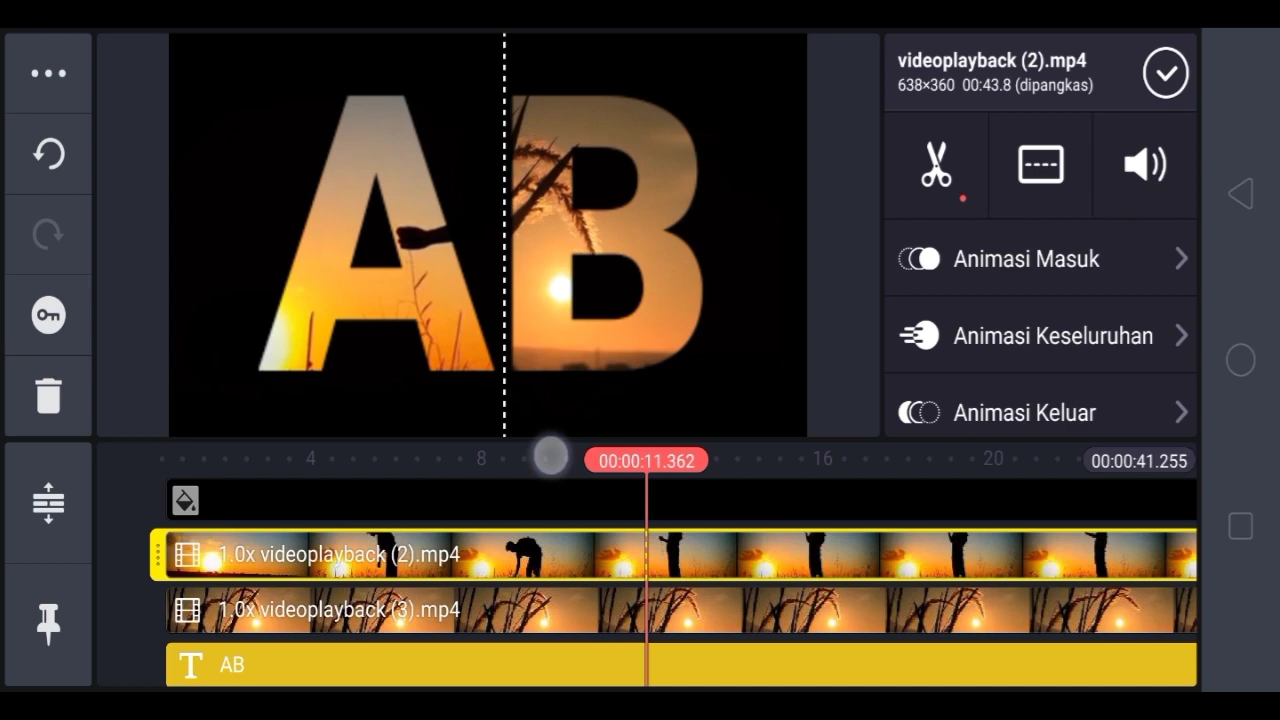 AB
videoplayback (2).mp4
638×360 00:43.8 (dipangkas)
Animasi Masuk
Animasi Keseluruhan
Animasi Keluar
4 8 00:00:11.362 16 20 00:00:41.255
1.0x videoplayback (2).mp4
1.0x videoplayback (3).mp4
T AB